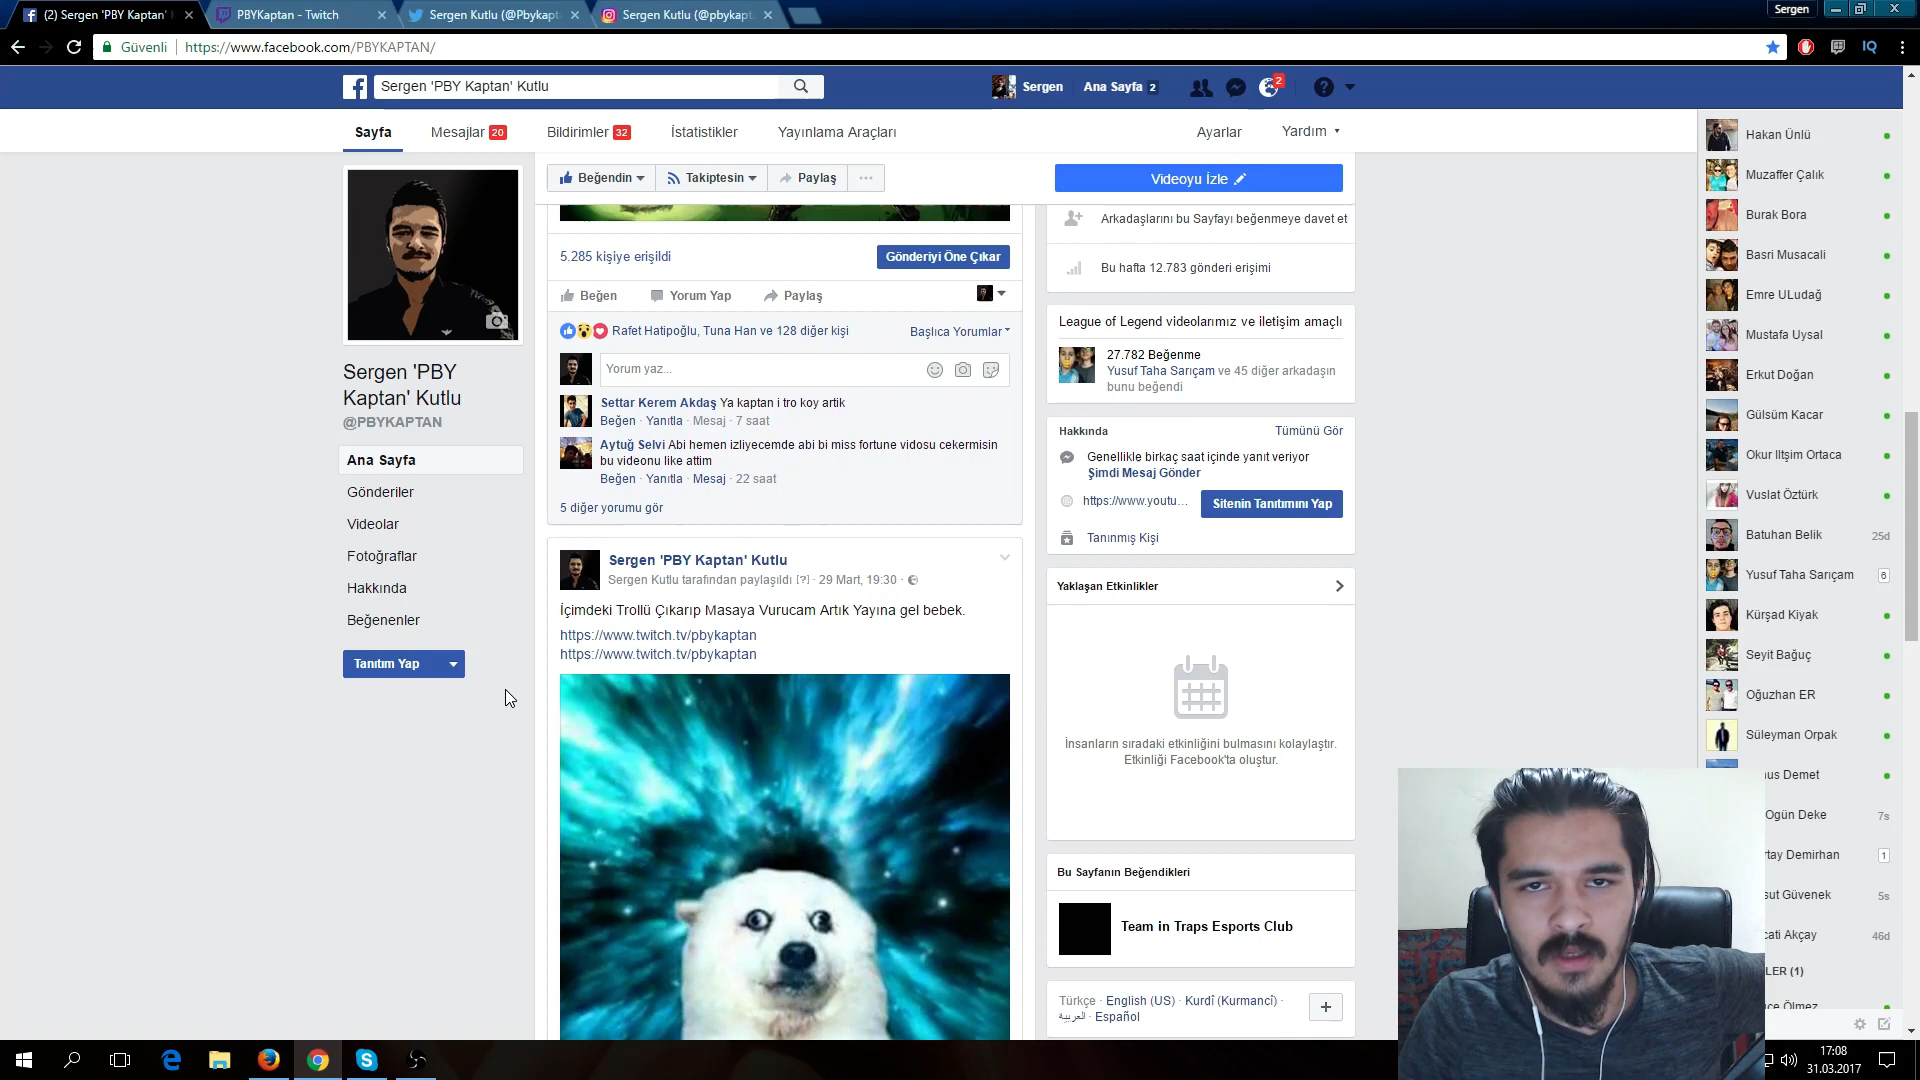 (2) Sergen 'PBY Kaptan'
PBYKaptan - Twitch
Sergen Kutlu (@Pbykapt
Sergen Kutlu (@pbykapt
Sergen
Güvenli
https://www.facebook.com/PBYKAPTAN/
IQ
Sergen 'PBY Kaptan' Kutlu
Sergen
Ana Sayfa 2
2
Sayfa
Mesajlar 20
Bildirimler 32
İstatistikler
Yayınlama Araçları
Ayarlar
Yardım
Beğendin
Takiptesin
Paylaş
Videoyu İzle
5.285 kişiye erişildi
Gönderiyi Öne Çıkar
Beğen
Yorum Yap
Paylaş
Rafet Hatipoğlu, Tuna Han ve 128 diğer kişi
Başlıca Yorumlar
Yorum yaz...
Settar Kerem Akdaş Ya kaptan i tro koy artik
Beğen · Yanıtla · Mesaj · 7 saat
Aytuğ Selvi Abi hemen izliyecemde abi bi miss fortune vidosu cekermisin
bu videonu like attim
Beğen · Yanıtla · Mesaj · 22 saat
5 diğer yorumu gör
Sergen 'PBY
Kaptan' Kutlu
@PBYKAPTAN
Ana Sayfa
Gönderiler
Videolar
Fotoğraflar
Hakkında
Beğenenler
Tanıtım Yap
Sergen 'PBY Kaptan' Kutlu
Sergen Kutlu tarafından paylaşıldı [?] · 29 Mart, 19:30 ·
İçimdeki Trollü Çıkarıp Masaya Vurucam Artık Yayına gel bebek.
https://www.twitch.tv/pbykaptan
https://www.twitch.tv/pbykaptan
Arkadaşlarını bu Sayfayı beğenmeye davet et
Bu hafta 12.783 gönderi erişimi
League of Legend videolarımız ve iletişim amaçlı
27.782 Beğenme
Yusuf Taha Sarıçam ve 45 diğer arkadaşın
bunu beğendi
Hakkında
Tümünü Gör
Genellikle birkaç saat içinde yanıt veriyor
Şimdi Mesaj Gönder
https://www.youtu...
Sitenin Tanıtımını Yap
Tanınmış Kişi
Yaklaşan Etkinlikler
İnsanların sıradaki etkinliğini bulmasını kolaylaştır.
Etkinliği Facebook'ta oluştur.
Bu Sayfanın Beğendikleri
Team in Traps Esports Club
Türkçe · English (US) · Kurdî (Kurmancî) ·
العربية · Español
Hakan Ünlü
Muzaffer Çalık
Burak Bora
Basri Musacali
Emre ULudağ
Mustafa Uysal
Erkut Doğan
Gülsüm Kacar
Okur Iltşim Ortaca
Vuslat Öztürk
Batuhan Belik 25d
Yusuf Taha Sarıçam 6
Kürşad Kiyak
Seyit Bağuç
Oğuzhan ER
Süleyman Orpak
us Demet
Ogün Deke 7s
rtay Demirhan 1
sut Güvenek 5s
cati Akçay 46d
LER (1)
17:08
31.03.2017